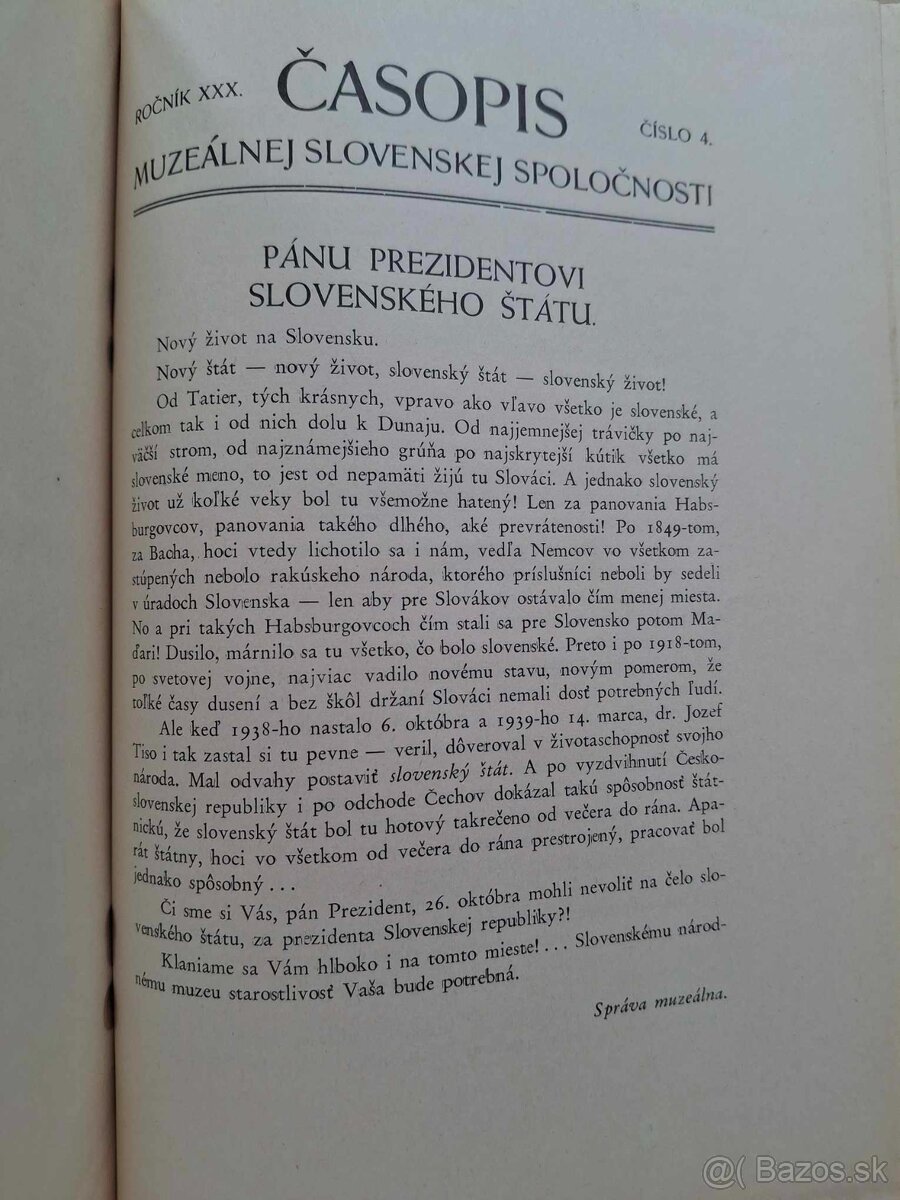 ROČNÍK XXX.
ČASOPIS
ČÍSLO 4.
MUZEÁLNEJ SLOVENSKEJ SPOLOČNOSTI
PÁNU PREZIDENTOVI
SLOVENSKÉHO ŠTÁTU.
Nový život na Slovensku.
Nový štát — nový život, slovenský štát — slovenský život!
Od Tatier, tých krásnych, vpravo ako vľavo všetko je slovenské, a
celkom tak i od nich dolu k Dunaju. Od najjemnejšej trávičky po naj-
väčší strom, od najznámejšieho grúňa po najskrytejší kútik všetko má
slovenské meno, to jest od nepamäti žijú tu Slováci. A jednako slovenský
život už koľké veky bol tu všemožne hatený! Len za panovania Habs-
burgovcov, panovania takého dlhého, aké prevrátenosti! Po 1849-tom,
za Bacha, hoci vtedy lichotilo sa i nám, vedľa Nemcov vo všetkom za-
stúpených nebolo rakúskeho národa, ktorého príslušníci neboli by sedeli
v úradoch Slovenska — len aby pre Slovákov ostávalo čím menej miesta.
No a pri takých Habsburgovcoch čím stali sa pre Slovensko potom Ma-
ďari! Dusilo, márnilo sa tu všetko, čo bolo slovenské. Preto i po 1918-tom,
po svetovej vojne, najviac vadilo novému stavu, novým pomerom, že
toľké časy dusení a bez škôl držaní Slováci nemali dosť potrebných ľudí.
Ale keď 1938-ho nastalo 6. októbra a 1939-ho 14. marca, dr. Jozef
Tiso i tak zastal si tu pevne — veril, dôveroval v životaschopnosť svojho
národa. Mal odvahy postaviť slovenský štát. A po vyzdvihnutí Česko-
slovenskej republiky i po odchode Čechov dokázal takú spôsobnosť štát-
nickú, že slovenský štát bol tu hotový takrečeno od večera do rána. Apa-
rát štátny, hoci vo všetkom od večera do rána prestrojený, pracovať bol
jednako spôsobný . . .
Či sme si Vás, pán Prezident, 26. októbra mohli nevoliť na čelo slo-
venského štátu, za prezidenta Slovenskej republiky?!
Klaniame sa Vám hlboko i na tomto mieste! . . . Slovenskému národ-
nému muzeu starostlivosť Vaša bude potrebná.
Správa muzeálna.
@( Bazos.sk